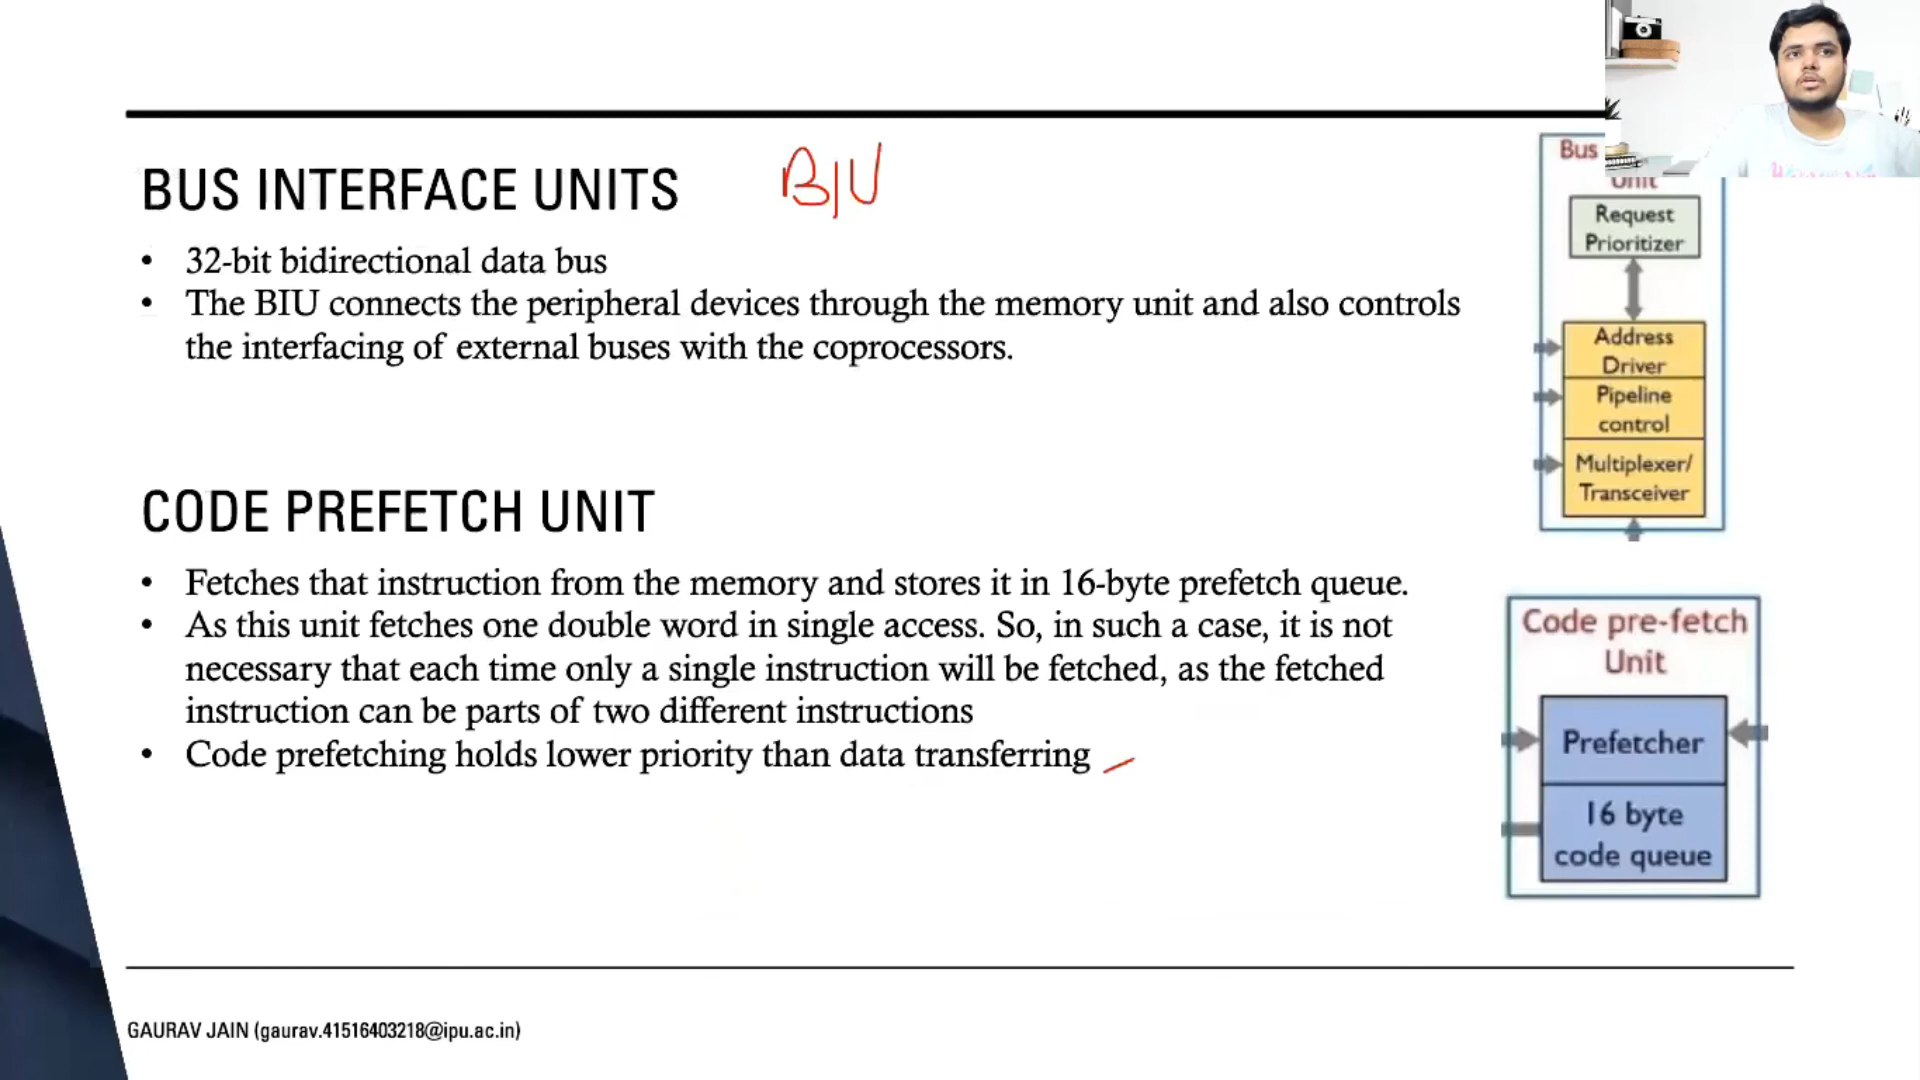 BUS INTERFACE UNITS
BIU
• 32-bit bidirectional data bus
• The BIU connects the peripheral devices through the memory unit and also controls
the interfacing of external buses with the coprocessors.
Bus
Unit
Request
Prioritizer
Address
Driver
Pipeline
control
Multiplexer/
Transceiver
CODE PREFETCH UNIT
• Fetches that instruction from the memory and stores it in 16-byte prefetch queue.
• As this unit fetches one double word in single access. So, in such a case, it is not
necessary that each time only a single instruction will be fetched, as the fetched
instruction can be parts of two different instructions
• Code prefetching holds lower priority than data transferring
Code pre-fetch
Unit
Prefetcher
16 byte
code queue
GAURAV JAIN (gaurav.41516403218@ipu.ac.in)